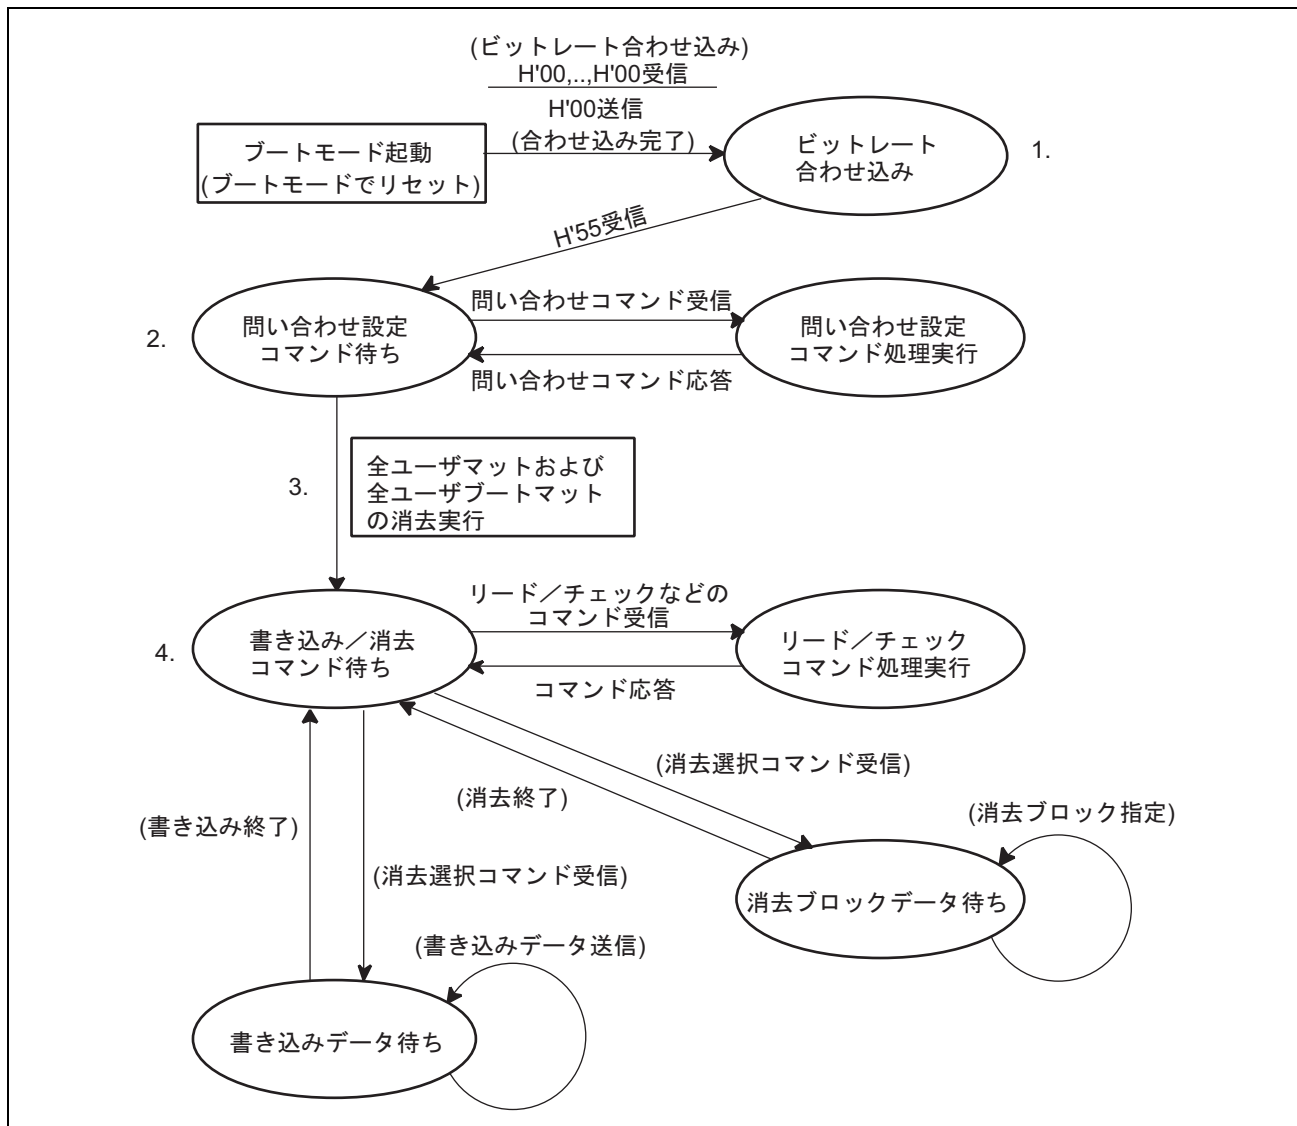 (ビットレート合わせ込み)
H'00,..,H'00受信
H'00送信
(合わせ込み完了)
ブートモード起動
(ブートモードでリセット)
ビットレート
合わせ込み
1.
H'55受信
2.
問い合わせ設定
コマンド待ち
問い合わせコマンド受信
問い合わせコマンド応答
問い合わせ設定
コマンド処理実行
3.
全ユーザマットおよび
全ユーザブートマット
の消去実行
4.
書き込み／消去
コマンド待ち
リード／チェックなどの
コマンド受信
コマンド応答
リード／チェック
コマンド処理実行
(消去選択コマンド受信)
(消去終了)
(書き込み終了)
(消去選択コマンド受信)
(消去ブロック指定)
消去ブロックデータ待ち
(書き込みデータ送信)
書き込みデータ待ち